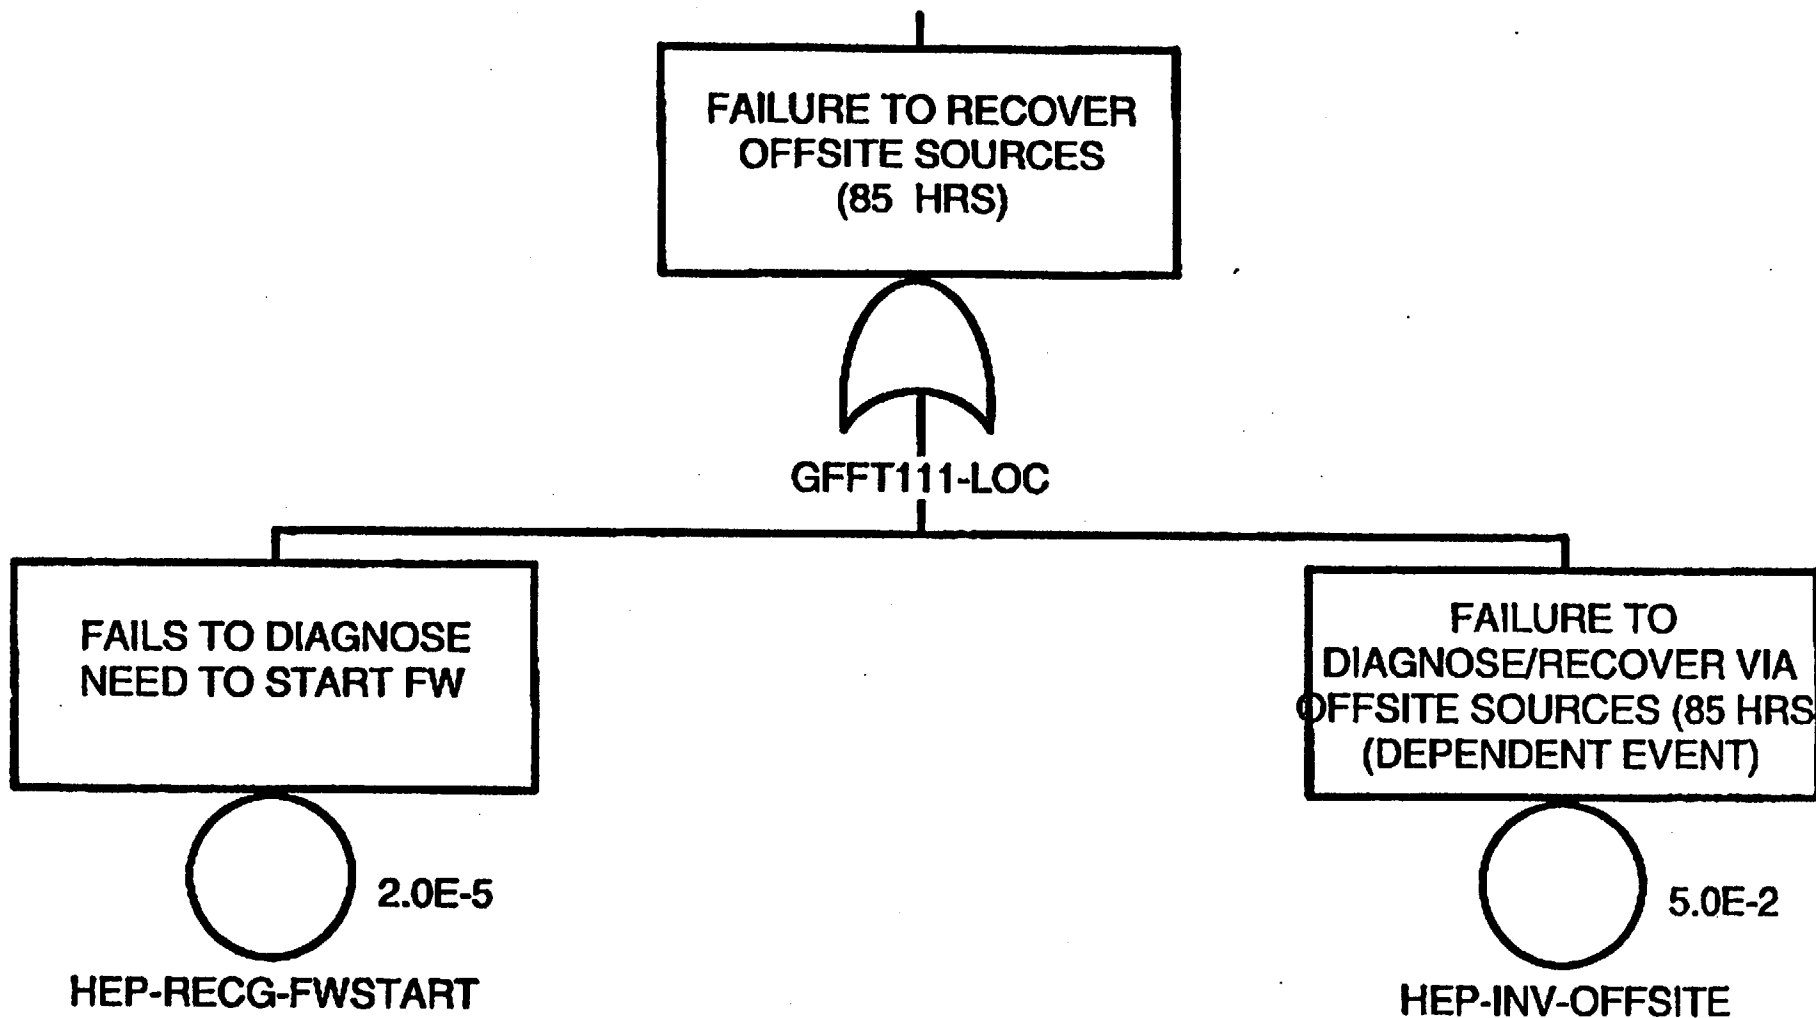 FAILURE TO RECOVER
OFFSITE SOURCES
(85 HRS)
GFFT111-LOC
FAILS TO DIAGNOSE
NEED TO START FW
2.0E-5
HEP-RECG-FWSTART
FAILURE TO
DIAGNOSE/RECOVER VIA
OFFSITE SOURCES (85 HRS
(DEPENDENT EVENT)
5.0E-2
HEP-INV-OFFSITE